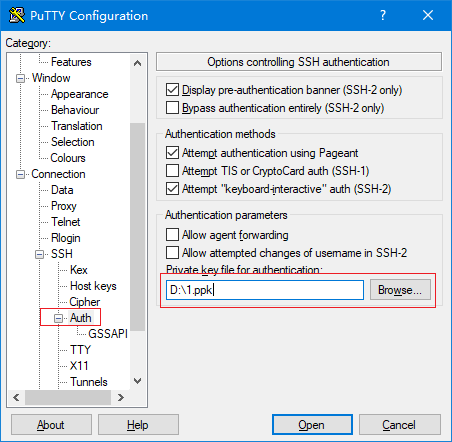 PuTTY Configuration
Category:
Features
Window
Appearance
Behaviour
Translation
Selection
Colours
Connection
Data
Proxy
Telnet
Rlogin
SSH
Kex
Host keys
Cipher
Auth
GSSAPI
TTY
X11
Tunnels
Options controlling SSH authentication
Display pre-authentication banner (SSH-2 only)
Bypass authentication entirely (SSH-2 only)
Authentication methods
Attempt authentication using Pageant
Attempt TIS or CryptoCard auth (SSH-1)
Attempt "keyboard-interactive" auth (SSH-2)
Authentication parameters
Allow agent forwarding
Allow attempted changes of username in SSH-2
Private key file for authentication:
D:\1.ppk
Browse...
About
Help
Open
Cancel